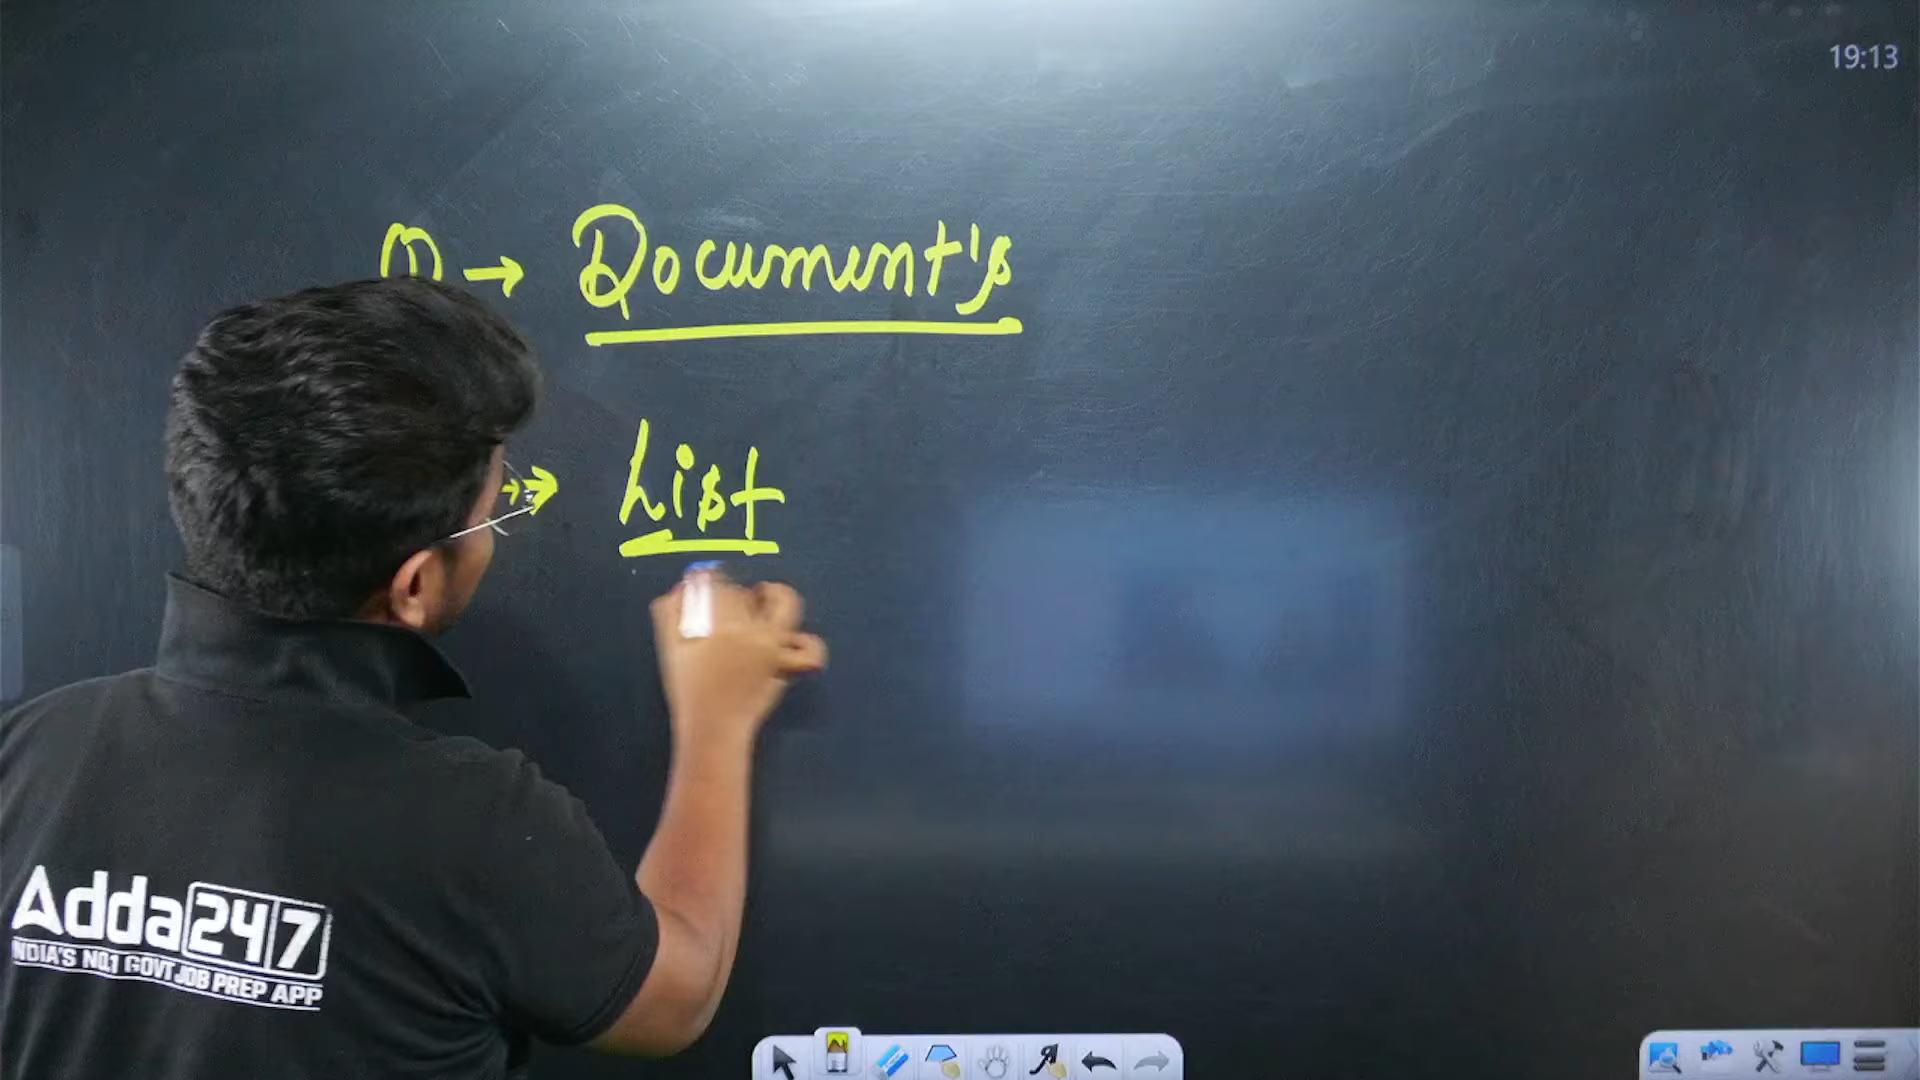 19:13
① → Document's
→ List
Adda247
INDIA'S NO.1 GOVT JOB PREP APP